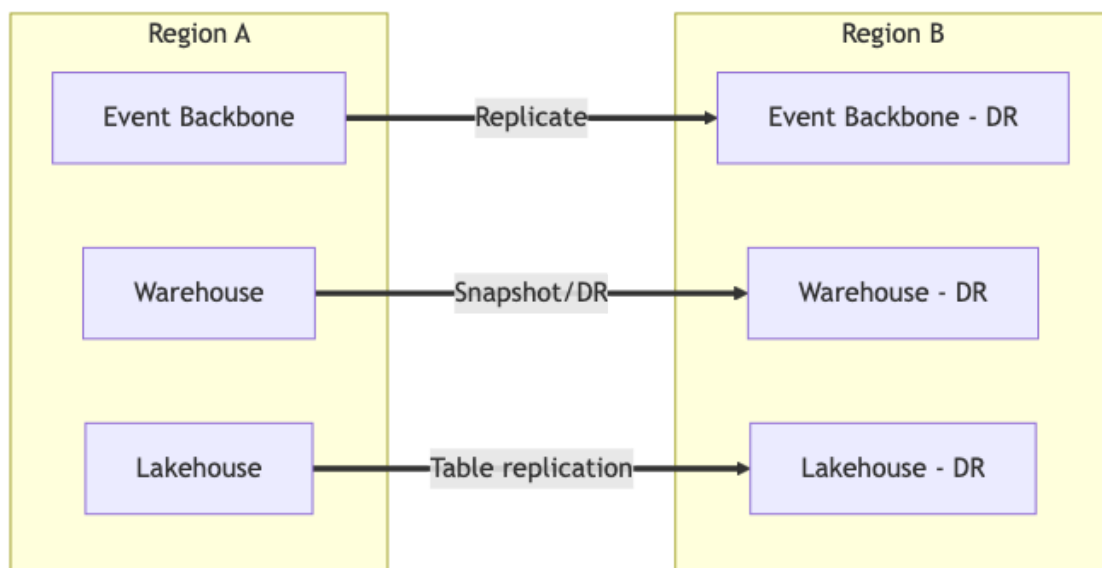 Region A
Region B
Event Backbone
Replicate
Event Backbone - DR
Warehouse
Snapshot/DR
Warehouse - DR
Lakehouse
Table replication
Lakehouse - DR